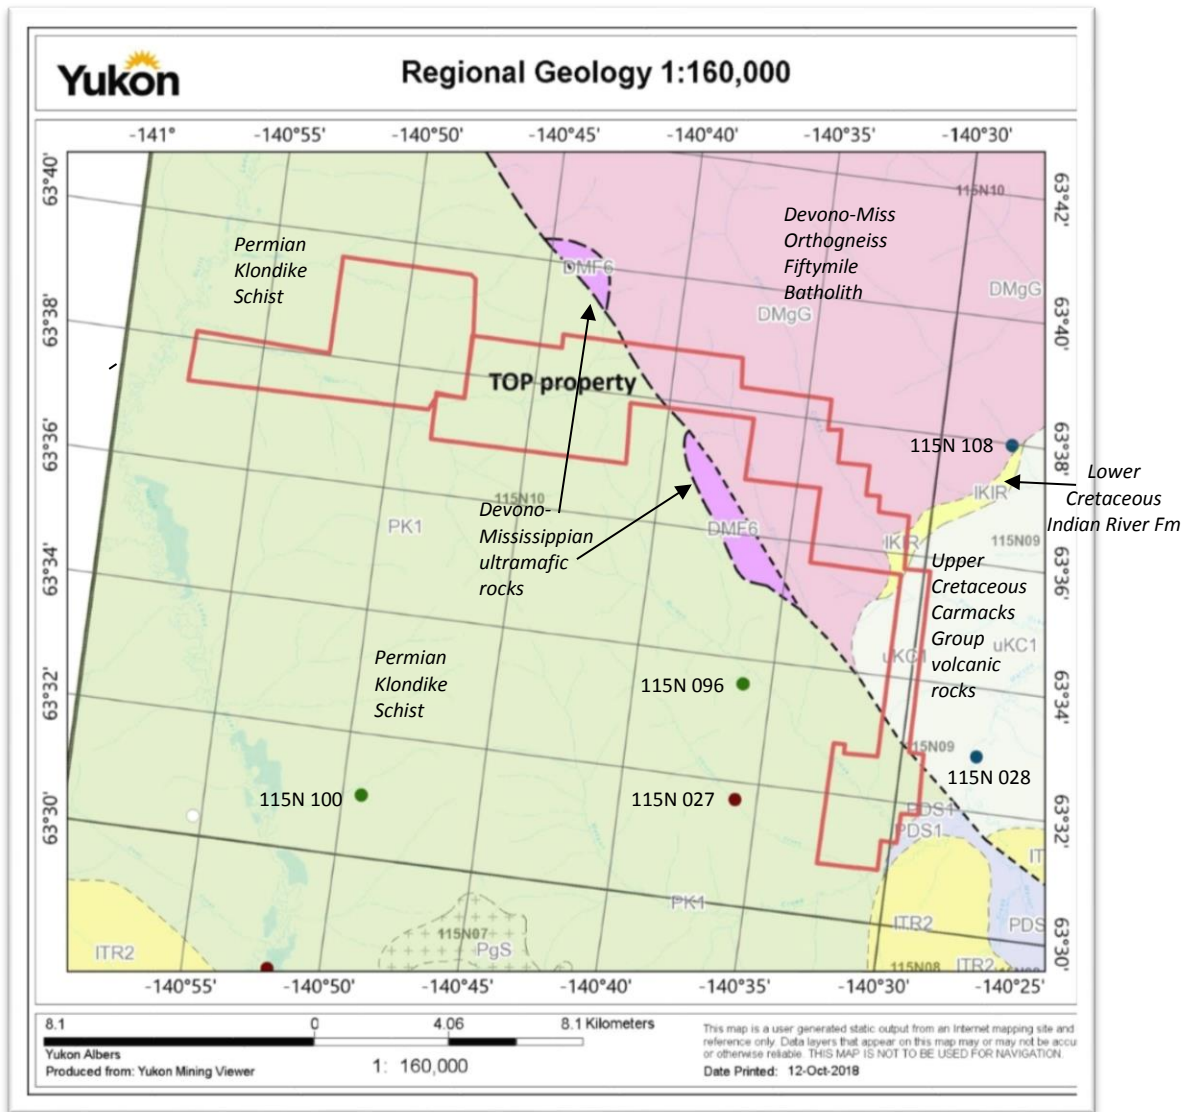 Yukon
Regional Geology 1:160,000
-141°
-140°55'
-140°50'
-140°45'
-140°40'
-140°35'
-140°30'
63°40'
63°38'
63°36'
63°34'
63°32'
63°30'
63°42'
63°40'
63°38'
63°36'
63°34'
63°32'
63°30'
115N10
Devono-Miss
Orthogneiss
Fiftymile
Batholith
Permian
Klondike
Schist
DMF6
DMgG
DMgG
TOP property
115N 108
Lower
Cretaceous
Indian River Fm
IKIR
115N10
PK1
Devono-
Mississippian
ultramafic
rocks
DMF6
IKIR
115N09
Upper
Cretaceous
Carmacks
Group
volcanic
rocks
uKC1
uKC1
Permian
Klondike
Schist
115N 096
115N09
115N 028
115N 100
115N 027
PDS1
PDS1
PK1
ITR2
115N07
PgS
ITR2
PDS
IT
115N08
ITR2
-140°55'
-140°50'
-140°45'
-140°40'
-140°35'
-140°30'
-140°25'
8.1
0
4.06
8.1 Kilometers
Yukon Albers
Produced from: Yukon Mining Viewer
1: 160,000
This map is a user generated static output from an Internet mapping site and
reference only. Data layers that appear on this map may or may not be accu
or otherwise reliable. THIS MAP IS NOT TO BE USED FOR NAVIGATION.
Date Printed: 12-Oct-2018